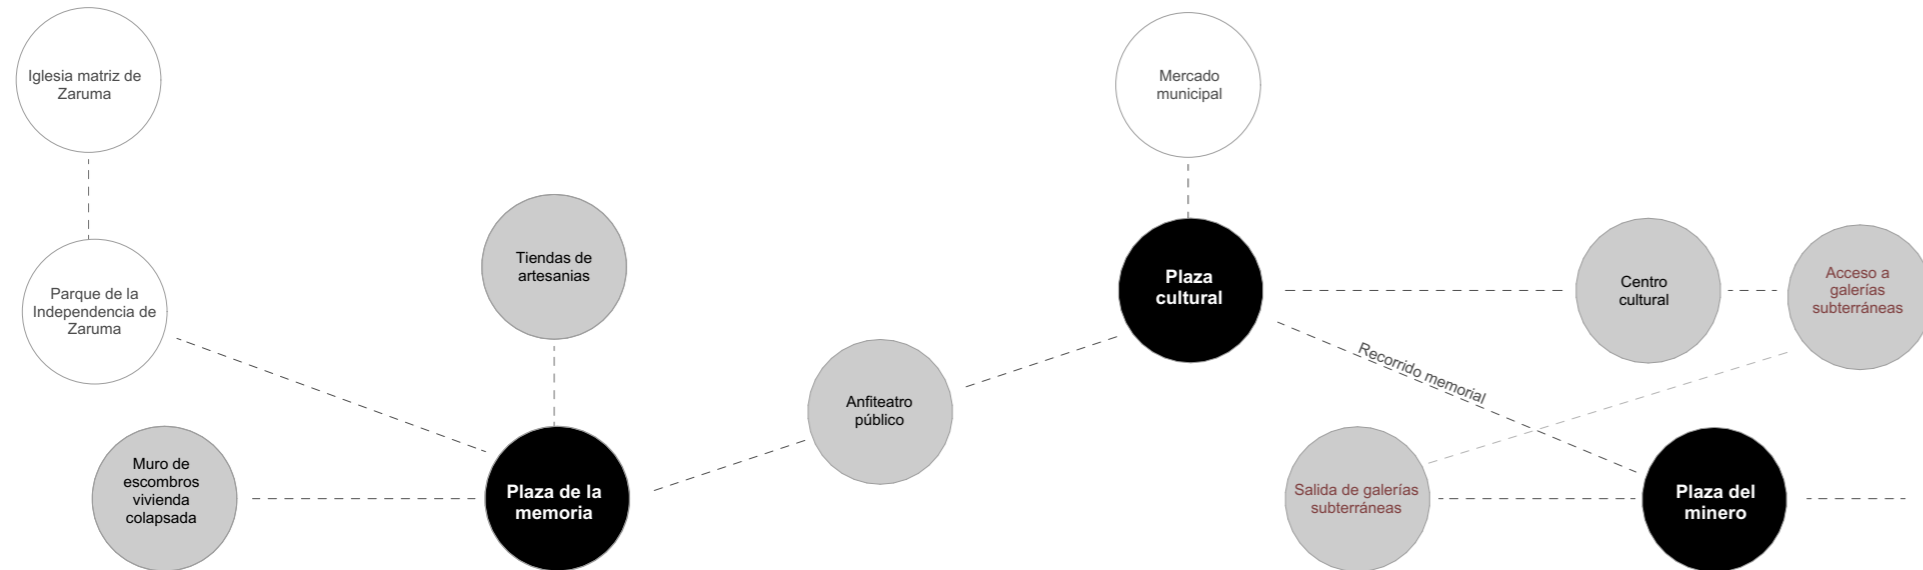 Iglesia matriz de
Zaruma
Mercado
municipal
Parque de la
Independencia de
Zaruma
Tiendas de
artesanias
Plaza
cultural
Centro
cultural
Acceso a
galerías
subterráneas
Recorrido memorial
Anfiteatro
público
Muro de
escombros
vivienda
colapsada
Plaza de la
memoria
Salida de galerías
subterráneas
Plaza del
minero